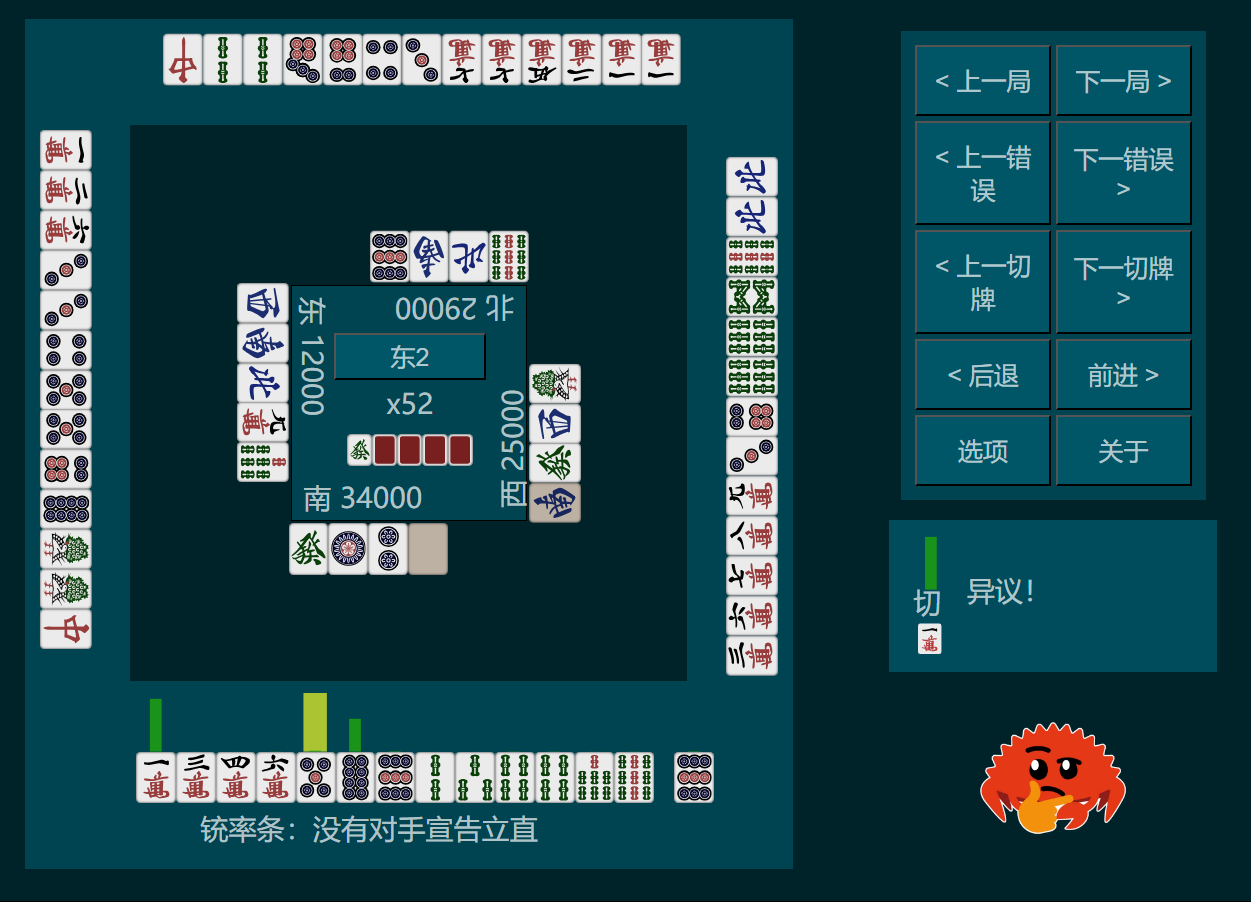 东 12000
北 29000
东2
x52
西 25000
南 34000
铳率条：没有对手宣告立直
< 上一局
下一局 >
< 上一错
误
下一错误
>
< 上一切
牌
下一切牌
>
< 后退
前进 >
选项
关于
切
异议!